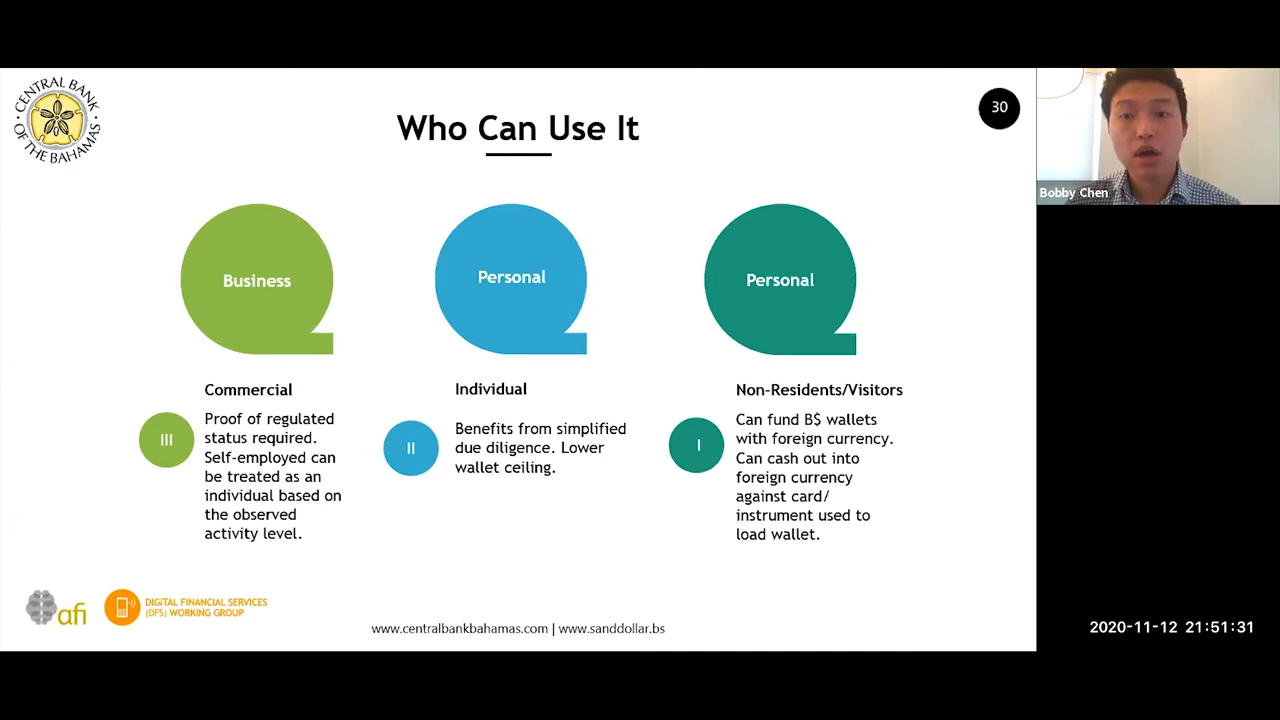 CENTRAL BANK
OF THE BAHAMAS
Who Can Use It
30
Bobby Chen
Business
Personal
Personal
Commercial
III
Proof of regulated
status required.
Self-employed can
be treated as an
individual based on
the observed
activity level.
Individual
II
Benefits from simplified
due diligence. Lower
wallet ceiling.
Non-Residents/Visitors
I
Can fund B$ wallets
with foreign currency.
Can cash out into
foreign currency
against card/
instrument used to
load wallet.
afi
DIGITAL FINANCIAL SERVICES
(DFS) WORKING GROUP
www.centralbankbahamas.com | www.sanddollar.bs
2020-11-12 21:51:31